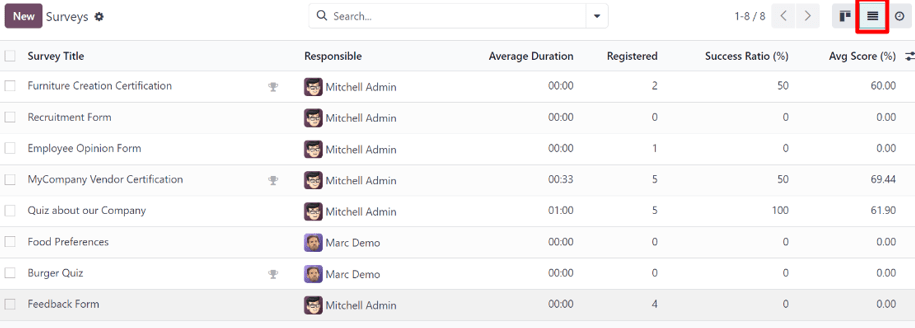 New Surveys Search... 1-8 / 8
Survey Title Responsible Average Duration Registered Success Ratio (%) Avg Score (%)
Furniture Creation Certification Mitchell Admin 00:00 2 50 60.00
Recruitment Form Mitchell Admin 00:00 0 0 0.00
Employee Opinion Form Mitchell Admin 00:00 1 0 0.00
MyCompany Vendor Certification Mitchell Admin 00:33 5 50 69.44
Quiz about our Company Mitchell Admin 01:00 5 100 61.90
Food Preferences Marc Demo 00:00 0 0 0.00
Burger Quiz Marc Demo 00:00 0 0 0.00
Feedback Form Mitchell Admin 00:00 4 0 0.00